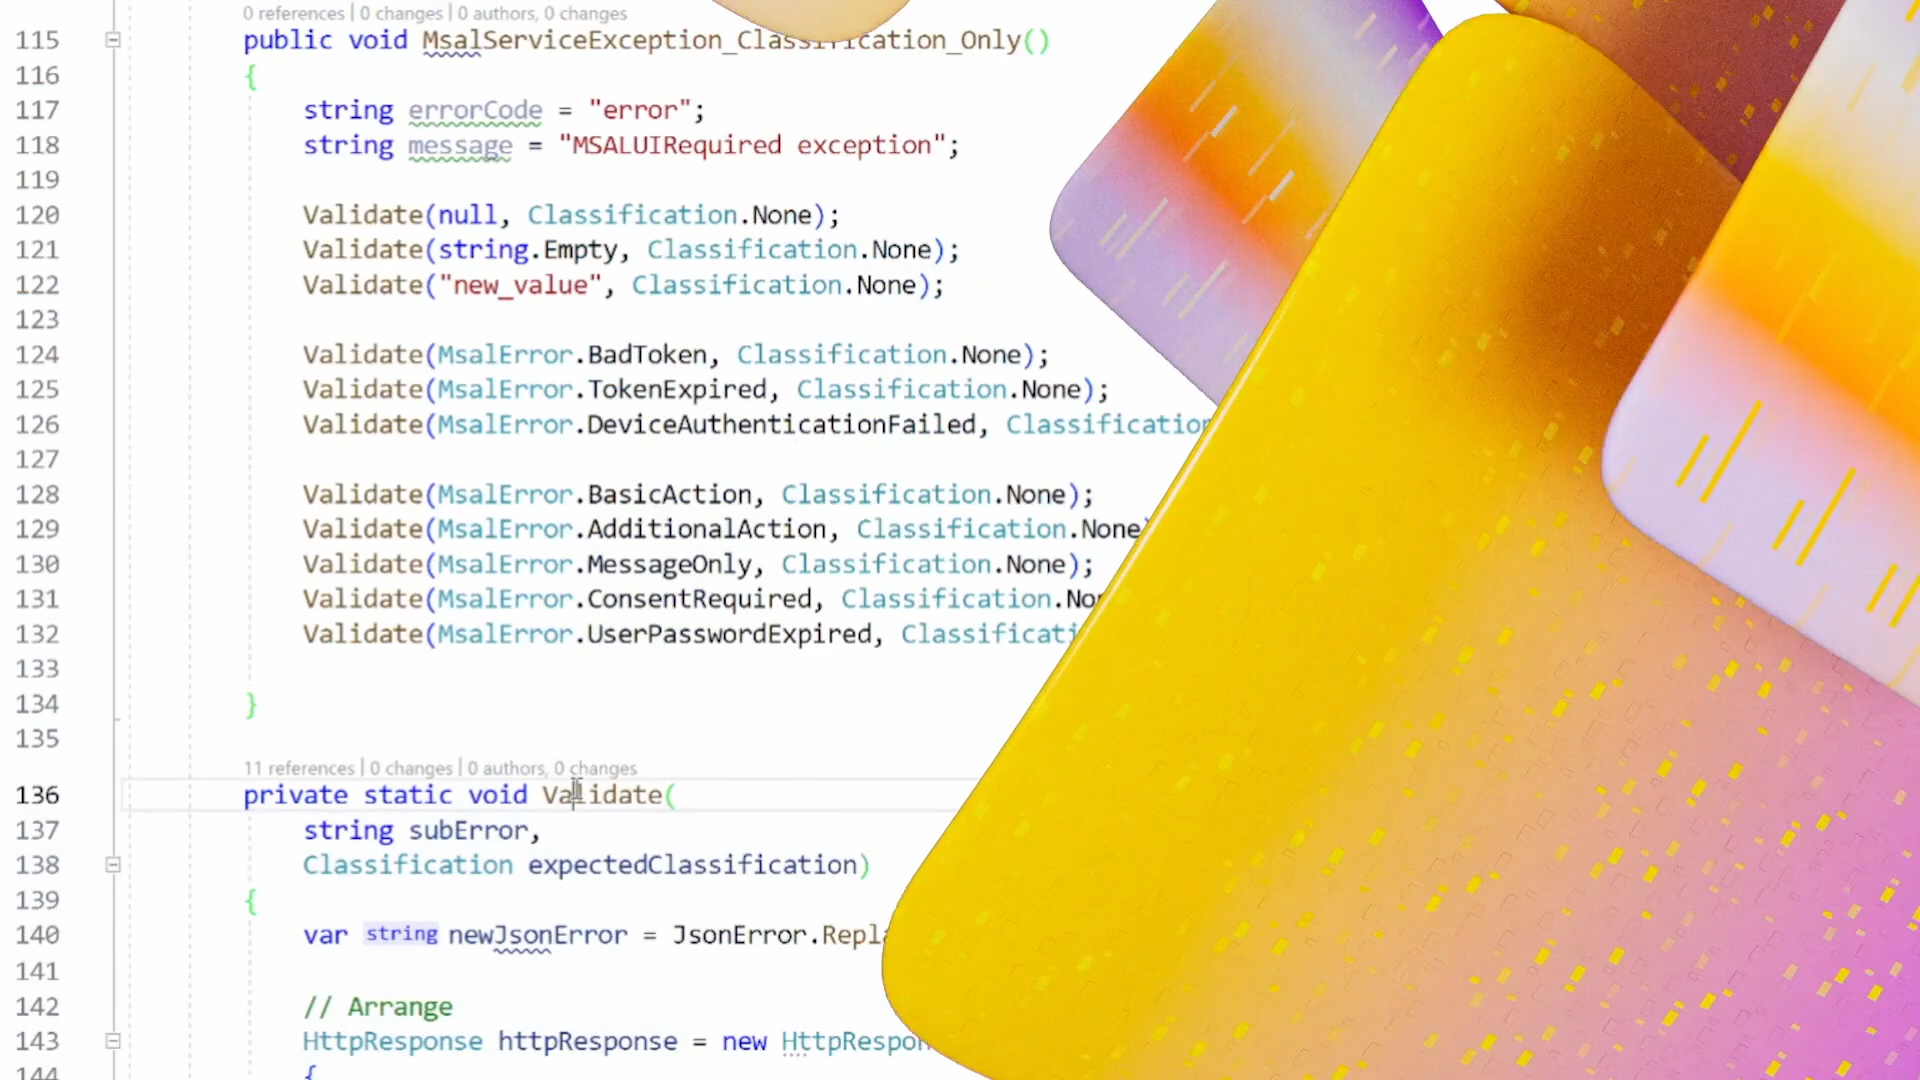 0 references | 0 changes | 0 authors, 0 changes
115 public void MsalServiceException_Classification_Only()
116 {
117 string errorCode = "error";
118 string message = "MSALUIRequired exception";
119
120 Validate(null, Classification.None);
121 Validate(string.Empty, Classification.None);
122 Validate("new_value", Classification.None);
123
124 Validate(MsalError.BadToken, Classification.None);
125 Validate(MsalError.TokenExpired, Classification.None);
126 Validate(MsalError.DeviceAuthenticationFailed, Classification
127
128 Validate(MsalError.BasicAction, Classification.None);
129 Validate(MsalError.AdditionalAction, Classification.None)
130 Validate(MsalError.MessageOnly, Classification.None);
131 Validate(MsalError.ConsentRequired, Classification.No
132 Validate(MsalError.UserPasswordExpired, Classificati
133
134 }
135
11 references | 0 changes | 0 authors, 0 changes
136 private static void Validate(
137 string subError,
138 Classification expectedClassification)
139 {
140 var string newJsonError = JsonError.Repla
141
142 // Arrange
143 HttpResponse httpResponse = new HttpRespon
144 {